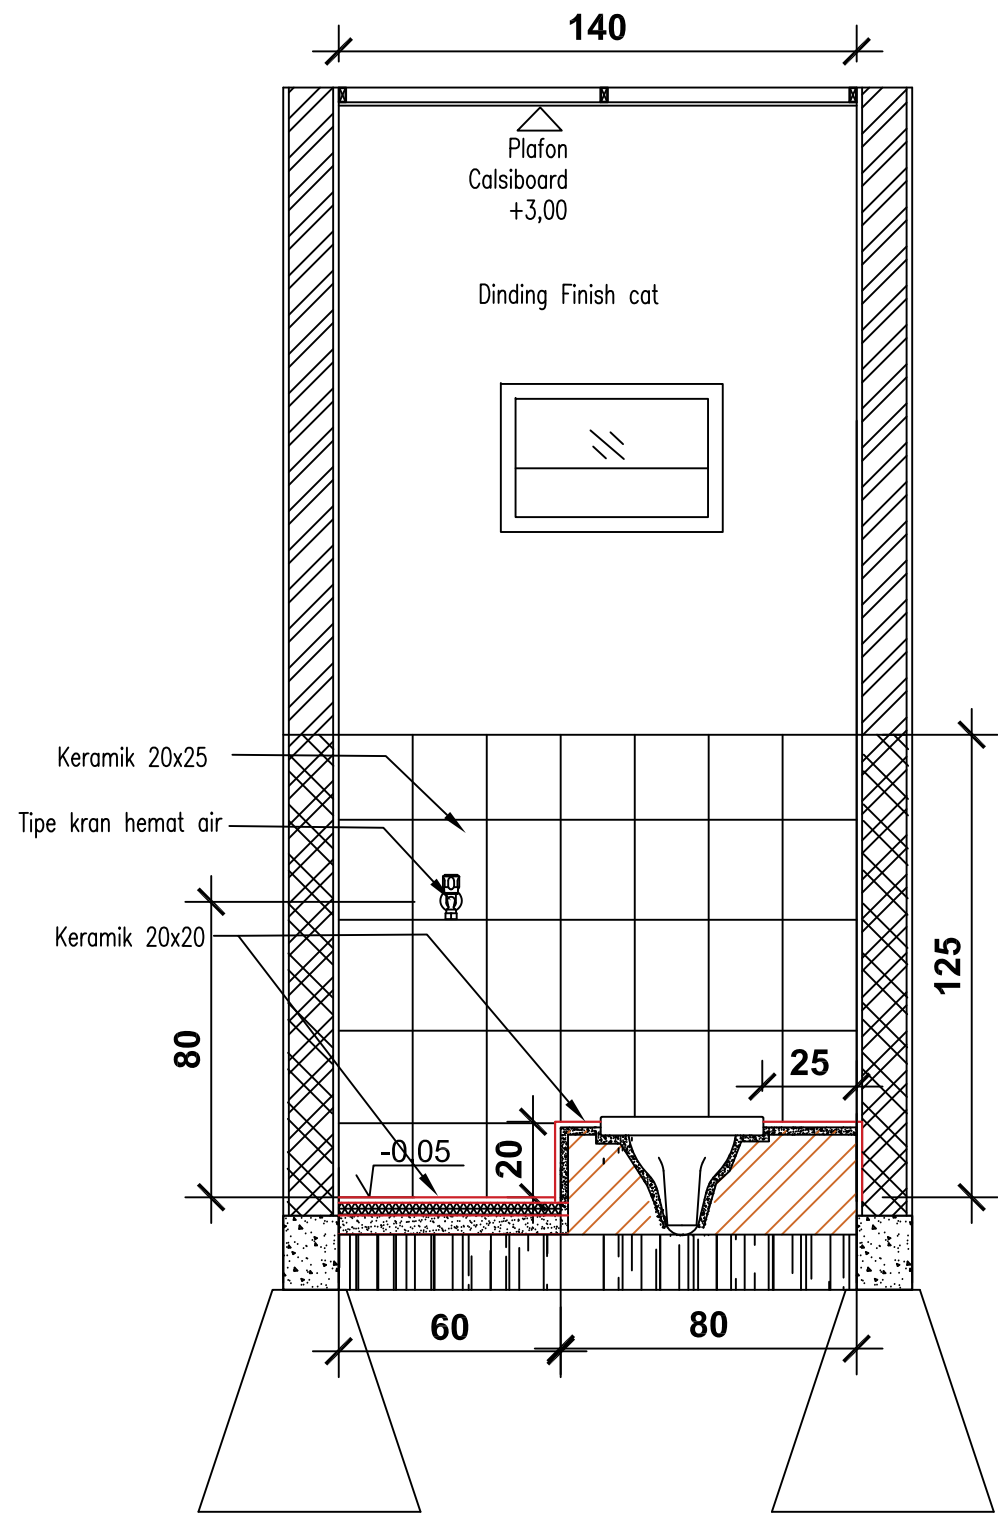 140
Plafon
Calsiboard
+3,00
Dinding Finish cat
Keramik 20x25
Tipe kran hemat air
Keramik 20x20
125
80
25
-0.05
20
60
80